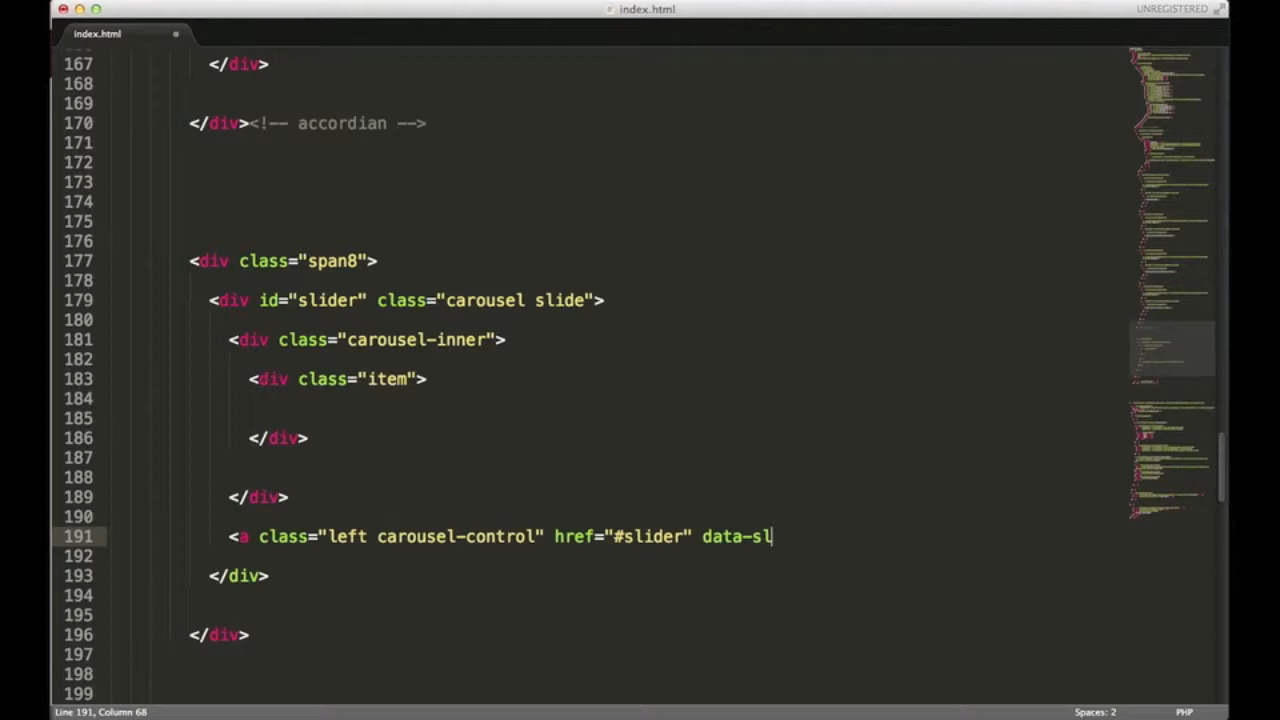 index.html
UNREGISTERED
index.html
167 </div>
168
169
170 </div><!-- accordian -->
171
172
173
174
175
176
177 <div class="span8">
178
179 <div id="slider" class="carousel slide">
180
181 <div class="carousel-inner">
182
183 <div class="item">
184
185
186 </div>
187
188
189 </div>
190
191 <a class="left carousel-control" href="#slider" data-sl
192
193 </div>
194
195
196 </div>
197
198
199
Line 191, Column 68
Spaces: 2
PHP